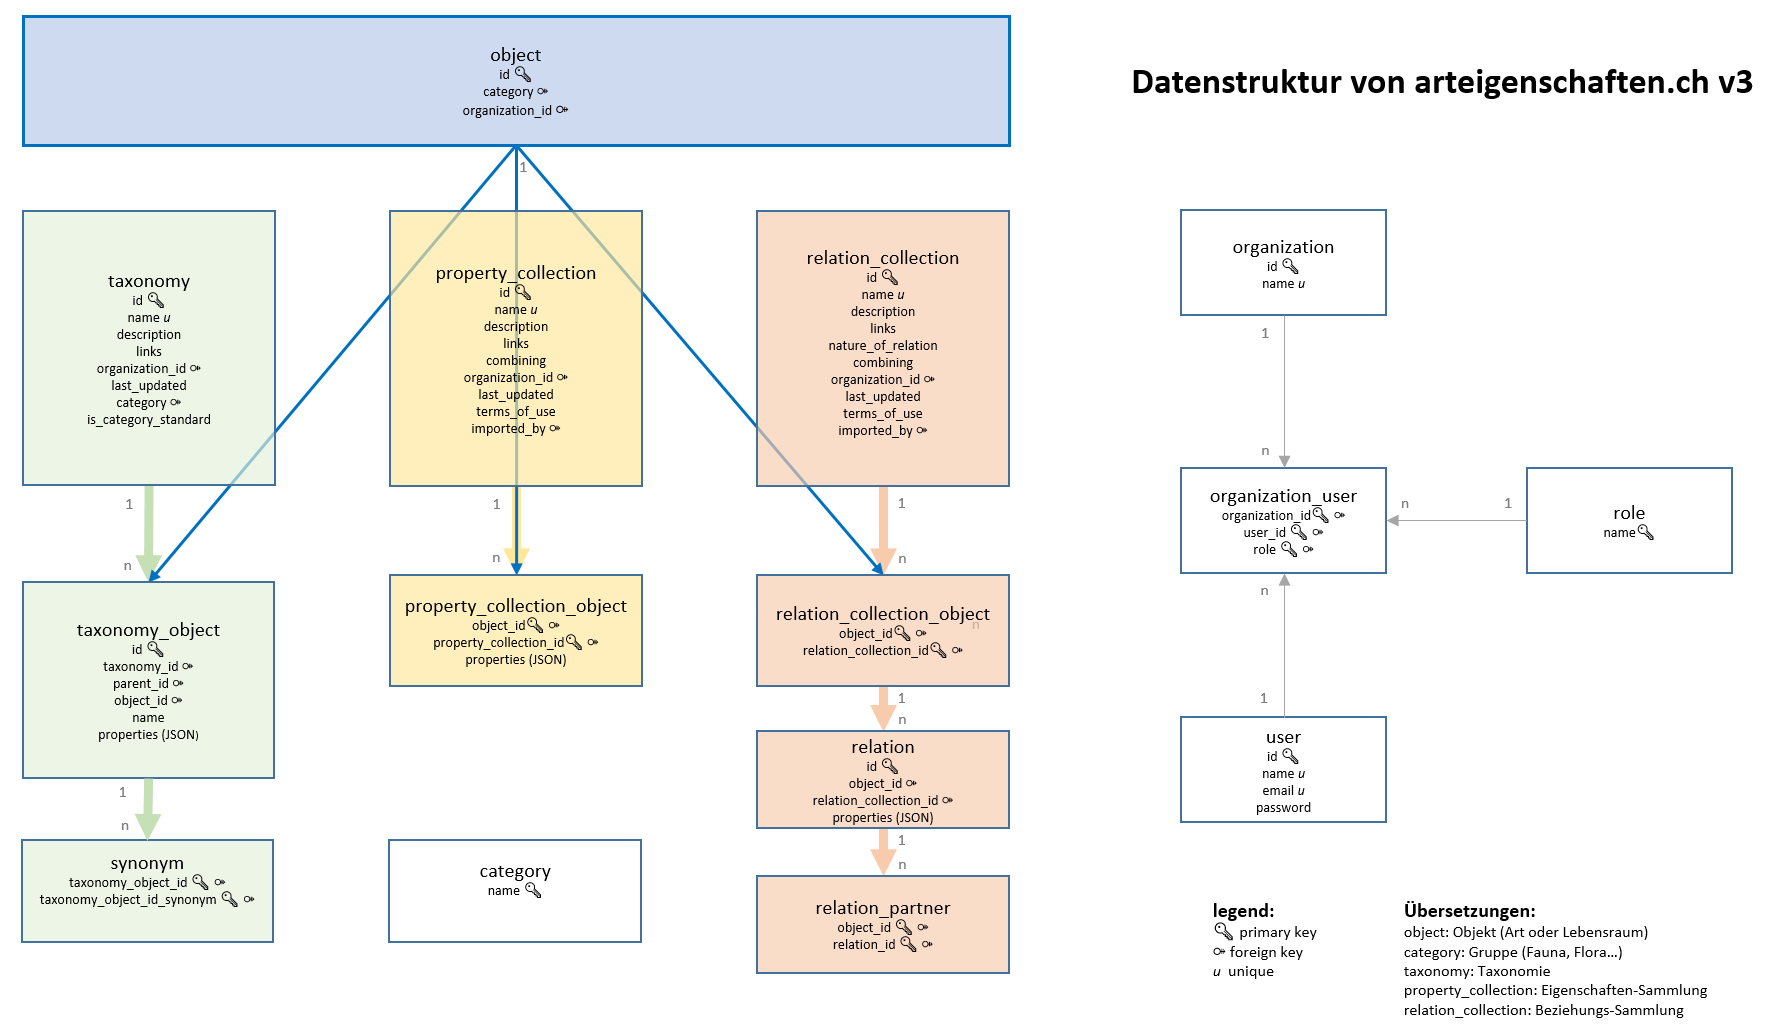 Datenstruktur von arteigenschaften.ch v3
object
id
category
organization_id
1
taxonomy
id
name u
description
links
organization_id
last_updated
category
is_category_standard
1
n
property_collection
id
name u
description
links
combining
organization_id
last_updated
terms_of_use
imported_by
1
n
relation_collection
id
name u
description
links
nature_of_relation
combining
organization_id
last_updated
terms_of_use
imported_by
1
n
taxonomy_object
id
taxonomy_id
parent_id
object_id
name
properties (JSON)
1
n
property_collection_object
object_id
property_collection_id
properties (JSON)
relation_collection_object
n
object_id
relation_collection_id
1
n
relation
id
object_id
relation_collection_id
properties (JSON)
1
n
synonym
taxonomy_object_id
taxonomy_object_id_synonym
category
name
relation_partner
object_id
relation_id
organization
id
name u
1
n
organization_user
organization_id
user_id
role
n
1
role
name
n
1
user
id
name u
email u
password
legend:
primary key
foreign key
u unique
Übersetzungen:
object: Objekt (Art oder Lebensraum)
category: Gruppe (Fauna, Flora...)
taxonomy: Taxonomie
property_collection: Eigenschaften-Sammlung
relation_collection: Beziehungs-Sammlung